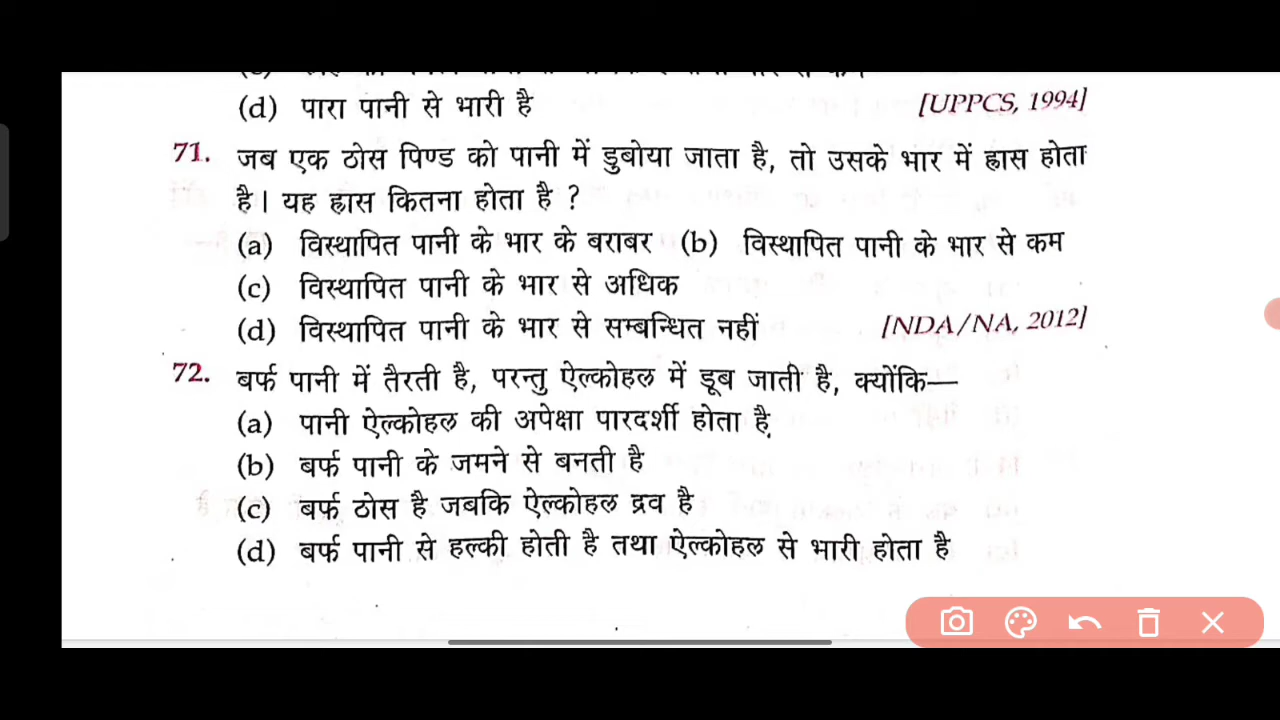 (d) पारा पानी से भारी है [UPPCS, 1994]
71. जब एक ठोस पिण्ड को पानी में डुबोया जाता है, तो उसके भार में ह्रास होता
है। यह ह्रास कितना होता है ?
(a) विस्थापित पानी के भार के बराबर (b) विस्थापित पानी के भार से कम
(c) विस्थापित पानी के भार से अधिक
(d) विस्थापित पानी के भार से सम्बन्धित नहीं [NDA/NA, 2012]
72. बर्फ पानी में तैरती है, परन्तु ऐल्कोहल में डूब जाती है, क्योंकि—
(a) पानी ऐल्कोहल की अपेक्षा पारदर्शी होता है
(b) बर्फ पानी के जमने से बनती है
(c) बर्फ ठोस है जबकि ऐल्कोहल द्रव है
(d) बर्फ पानी से हल्की होती है तथा ऐल्कोहल से भारी होता है